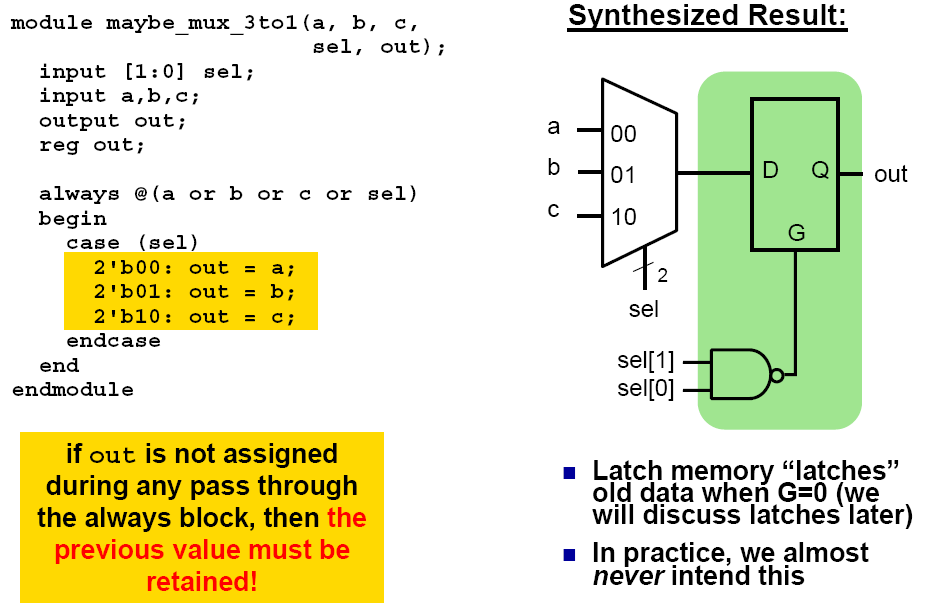 module maybe_mux_3to1(a, b, c,
sel, out);
input [1:0] sel;
input a,b,c;
output out;
reg out;
always @(a or b or c or sel)
begin
case (sel)
2'b00: out = a;
2'b01: out = b;
2'b10: out = c;
endcase
end
endmodule
if out is not assigned
during any pass through
the always block, then the
previous value must be
retained!
Synthesized Result:
a
00
b
01
c
10
2
sel
D
Q
G
out
sel[1]
sel[0]
Latch memory “latches”
old data when G=0 (we
will discuss latches later)
In practice, we almost
never intend this